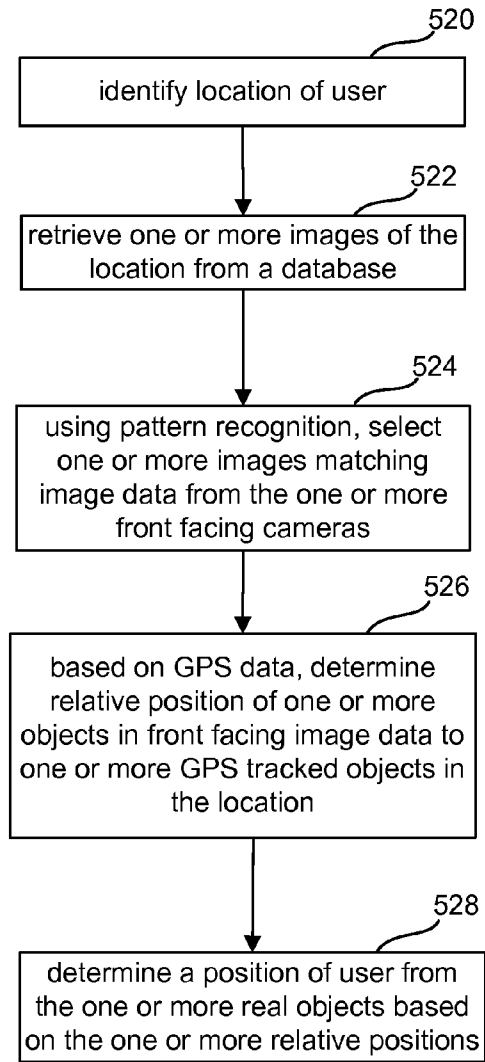 520
identify location of user
522
retrieve one or more images of the
location from a database
524
using pattern recognition, select
one or more images matching
image data from the one or more
front facing cameras
526
based on GPS data, determine
relative position of one or more
objects in front facing image data to
one or more GPS tracked objects in
the location
528
determine a position of user from
the one or more real objects based
on the one or more relative positions